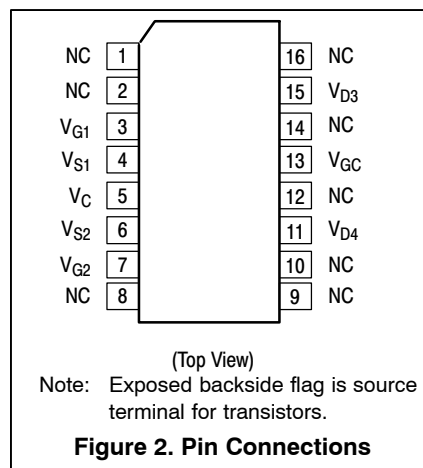 NC 1 16 NC
NC 2 15 VD3
VG1 3 14 NC
VS1 4 13 VGC
VC 5 12 NC
VS2 6 11 VD4
VG2 7 10 NC
NC 8 9 NC
(Top View)
Note: Exposed backside flag is source
terminal for transistors.
Figure 2. Pin Connections